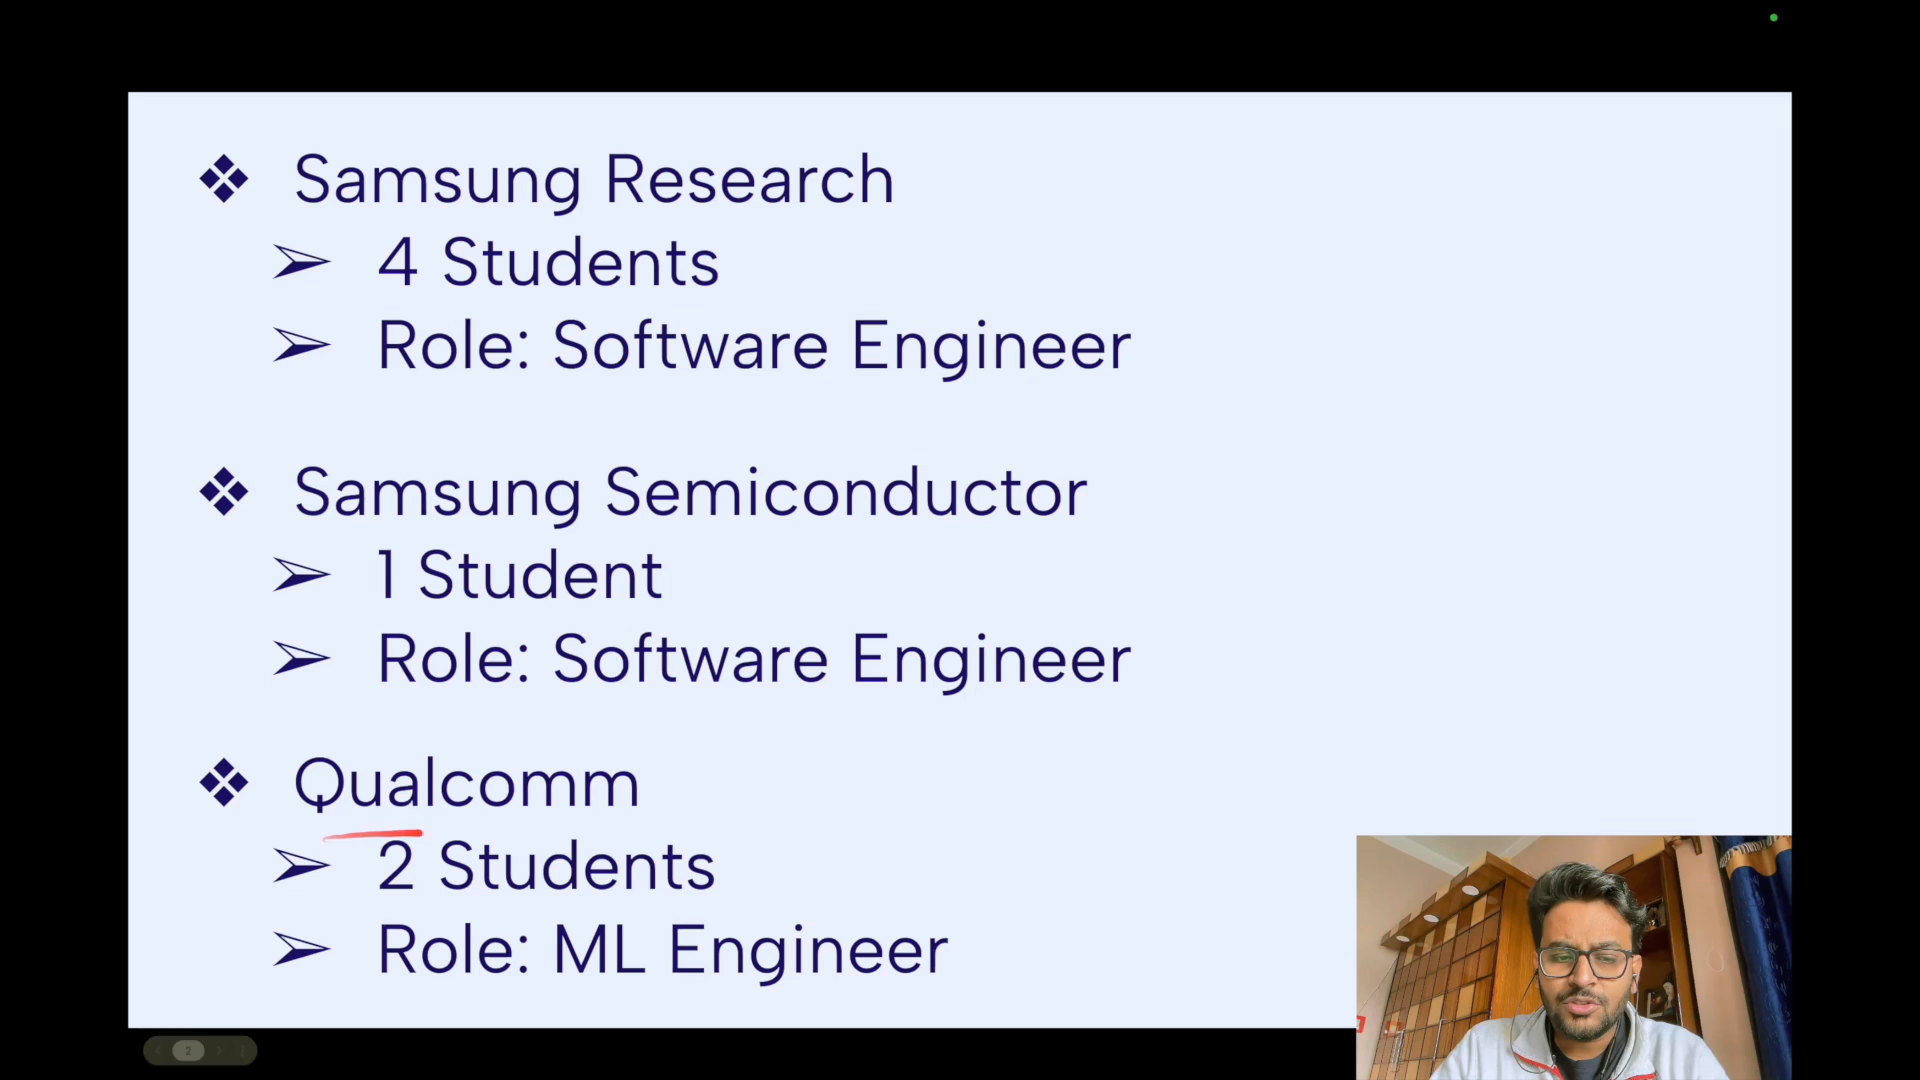 ❖ Samsung Research
➢ 4 Students
➢ Role: Software Engineer
❖ Samsung Semiconductor
➢ 1 Student
➢ Role: Software Engineer
❖ Qualcomm
➢ 2 Students
➢ Role: ML Engineer
2